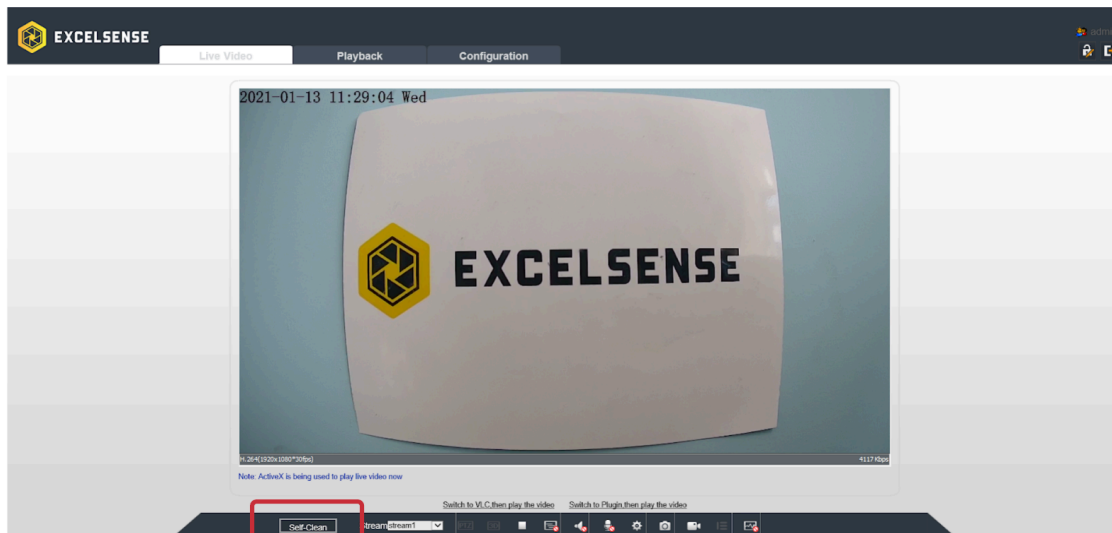 EXCELSENSE
Live Video
Playback
Configuration
2021-01-13 11:29:04 Wed
EXCELSENSE
H.264(1920x1080*30fps)
4117 Kbps
Note: ActiveX is being used to play live video now
Switch to VLC,then play the video
Switch to Plugin,then play the video
Self-Clean
Stream
stream1